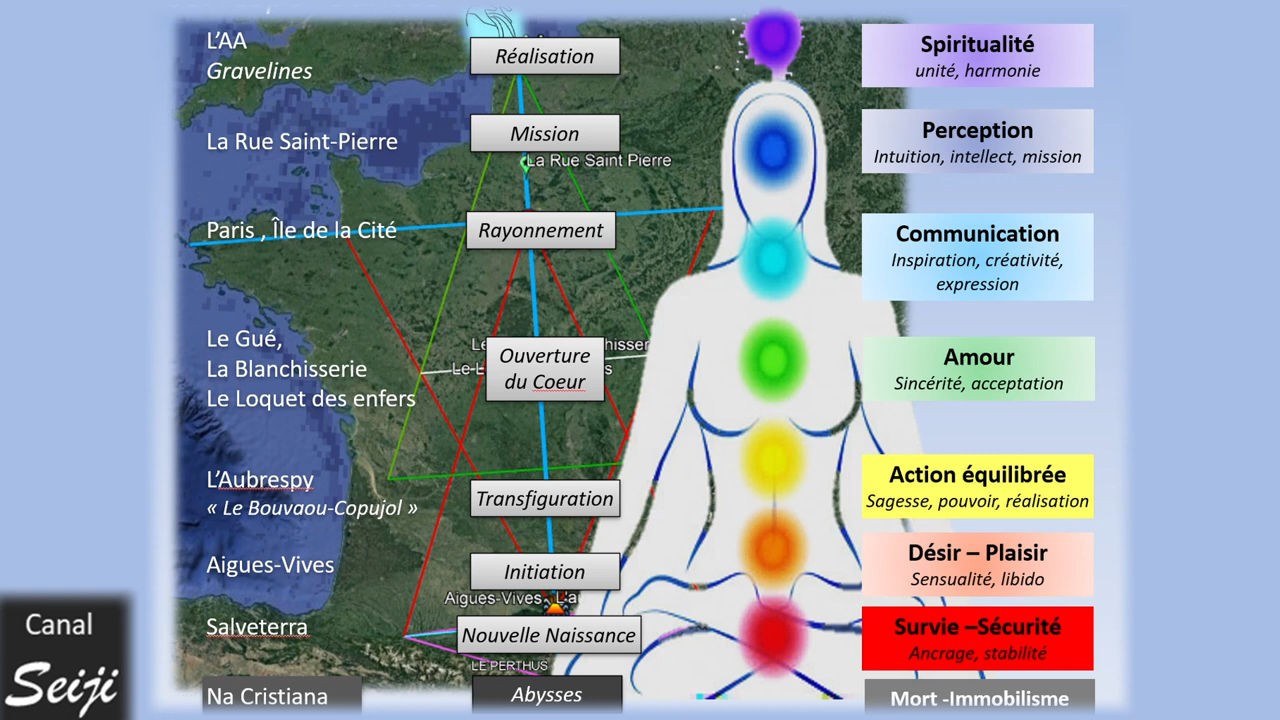 L'AA
Gravelines
La Rue Saint-Pierre
Paris , Île de la Cité
Le Gué,
La Blanchisserie
Le Loquet des enfers
L'Aubrespy
« Le Bouvaou-Copujol »
Aigues-Vives
Salveterra
Na Cristiana
Réalisation
Mission
La Rue Saint Pierre
Rayonnement
Ouverture
du Coeur
Transfiguration
Initiation
Aigues-Vives
Nouvelle Naissance
LE PERTHUS
Abysses
Spiritualité
unité, harmonie
Perception
Intuition, intellect, mission
Communication
Inspiration, créativité,
expression
Amour
Sincérité, acceptation
Action équilibrée
Sagesse, pouvoir, réalisation
Désir – Plaisir
Sensualité, libido
Survie –Sécurité
Ancrage, stabilité
Mort -Immobilisme
Canal
Seiji